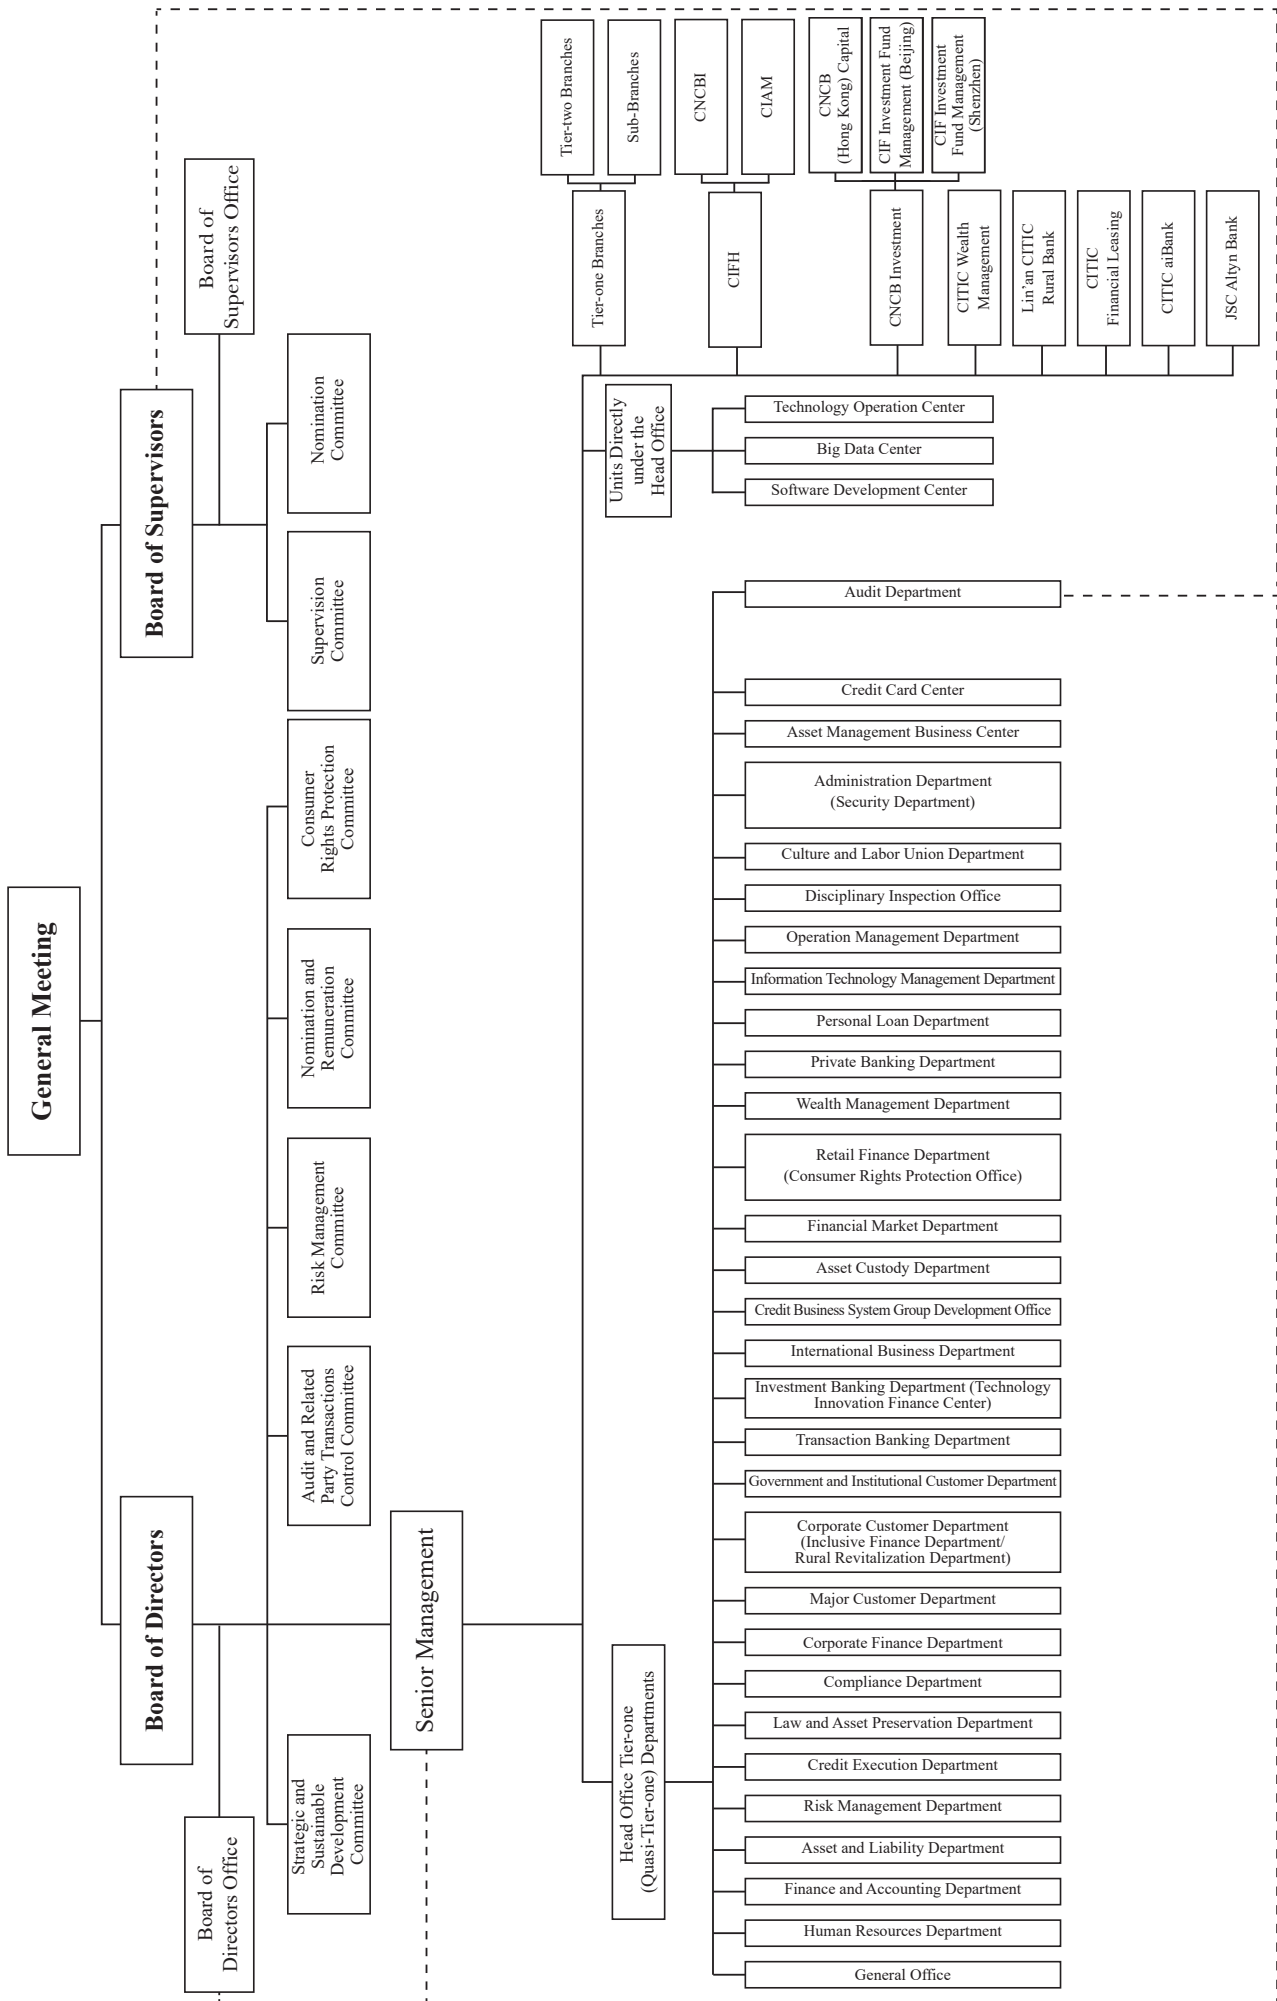 General Meeting
Board of Directors
Board of Supervisors
Board of
Directors Office
Board of
Supervisors Office
Strategic and
Sustainable
Development
Committee
Audit and Related
Party Transactions
Control Committee
Risk Management
Committee
Nomination and
Remuneration
Committee
Consumer
Rights Protection
Committee
Supervision
Committee
Nomination
Committee
Senior Management
Head Office Tier-one
(Quasi-Tier-one) Departments
Units Directly
under the
Head Office
Tier-one Branches
CIFH
CNCB Investment
CITIC Wealth
Management
Lin’an CITIC
Rural Bank
CITIC
Financial Leasing
CITIC aiBank
JSC Altyn Bank
Tier-two Branches
Sub-Branches
CNCBI
CIAM
CNCB
(Hong Kong) Capital
CIF Investment Fund
Management (Beijing)
CIF Investment
Fund Management
(Shenzhen)
Technology Operation Center
Big Data Center
Software Development Center
Audit Department
Credit Card Center
Asset Management Business Center
Administration Department
(Security Department)
Culture and Labor Union Department
Disciplinary Inspection Office
Operation Management Department
Information Technology Management Department
Personal Loan Department
Private Banking Department
Wealth Management Department
Retail Finance Department
(Consumer Rights Protection Office)
Financial Market Department
Asset Custody Department
Credit Business System Group Development Office
International Business Department
Investment Banking Department (Technology
Innovation Finance Center)
Transaction Banking Department
Government and Institutional Customer Department
Corporate Customer Department
(Inclusive Finance Department/
Rural Revitalization Department)
Major Customer Department
Corporate Finance Department
Compliance Department
Law and Asset Preservation Department
Credit Execution Department
Risk Management Department
Asset and Liability Department
Finance and Accounting Department
Human Resources Department
General Office